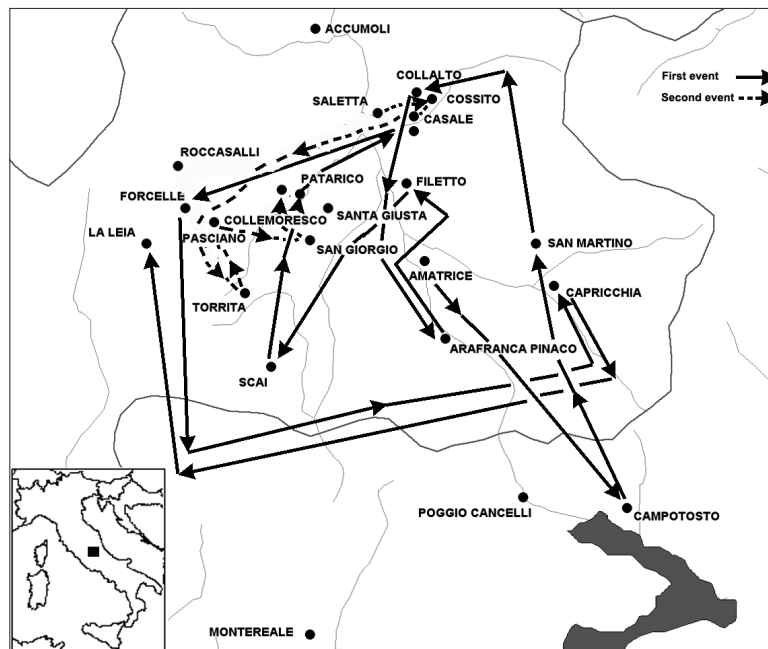 ACCUMOLI
COLLALTO
First event
COSSITO
Second event
SALETTA
CASALE
ROCCASALLI
PATARICO
FILETTO
FORCELLE
COLLEMORESCO
SANTA GIUSTA
LA LEIA
PASCIANO
SAN GIORGIO
SAN MARTINO
AMATRICE
CAPRICCHIA
TORRITA
ARAFRANCA PINACO
SCAI
POGGIO CANCELLI
CAMPOTOSTO
MONTEREALE